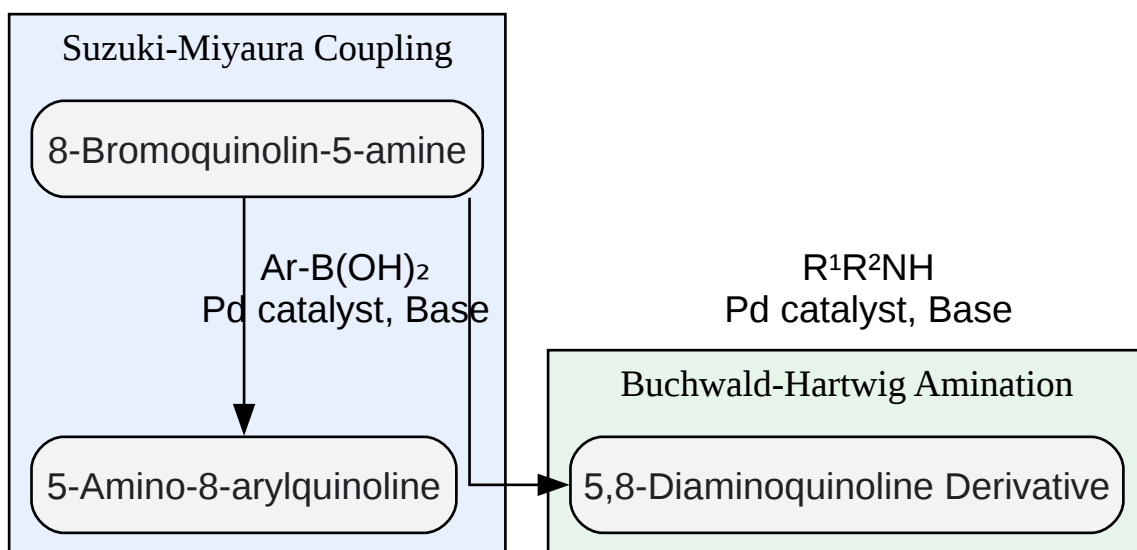 Suzuki-Miyaura Coupling
8-Bromoquinolin-5-amine
Ar-B(OH)₂
Pd catalyst, Base
5-Amino-8-arylquinoline
R¹R²NH
Pd catalyst, Base
Buchwald-Hartwig Amination
5,8-Diaminoquinoline Derivative